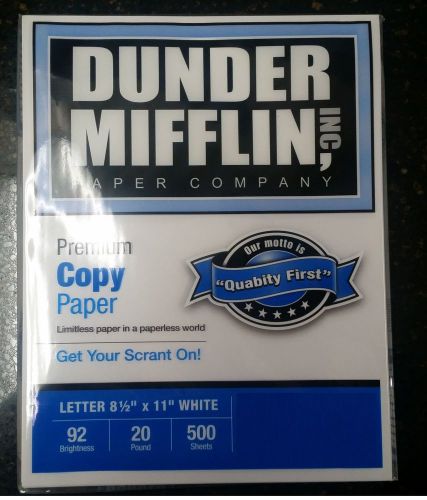 DUNDER
MIFFLIN, INC
PAPER COMPANY
Premium
Copy
Paper
Limitless paper in a paperless world
Get Your Scrant On!
Our motto is
"Quabity First"
LETTER 8½" x 11" WHITE
92 20 500
Brightness Pound Sheets